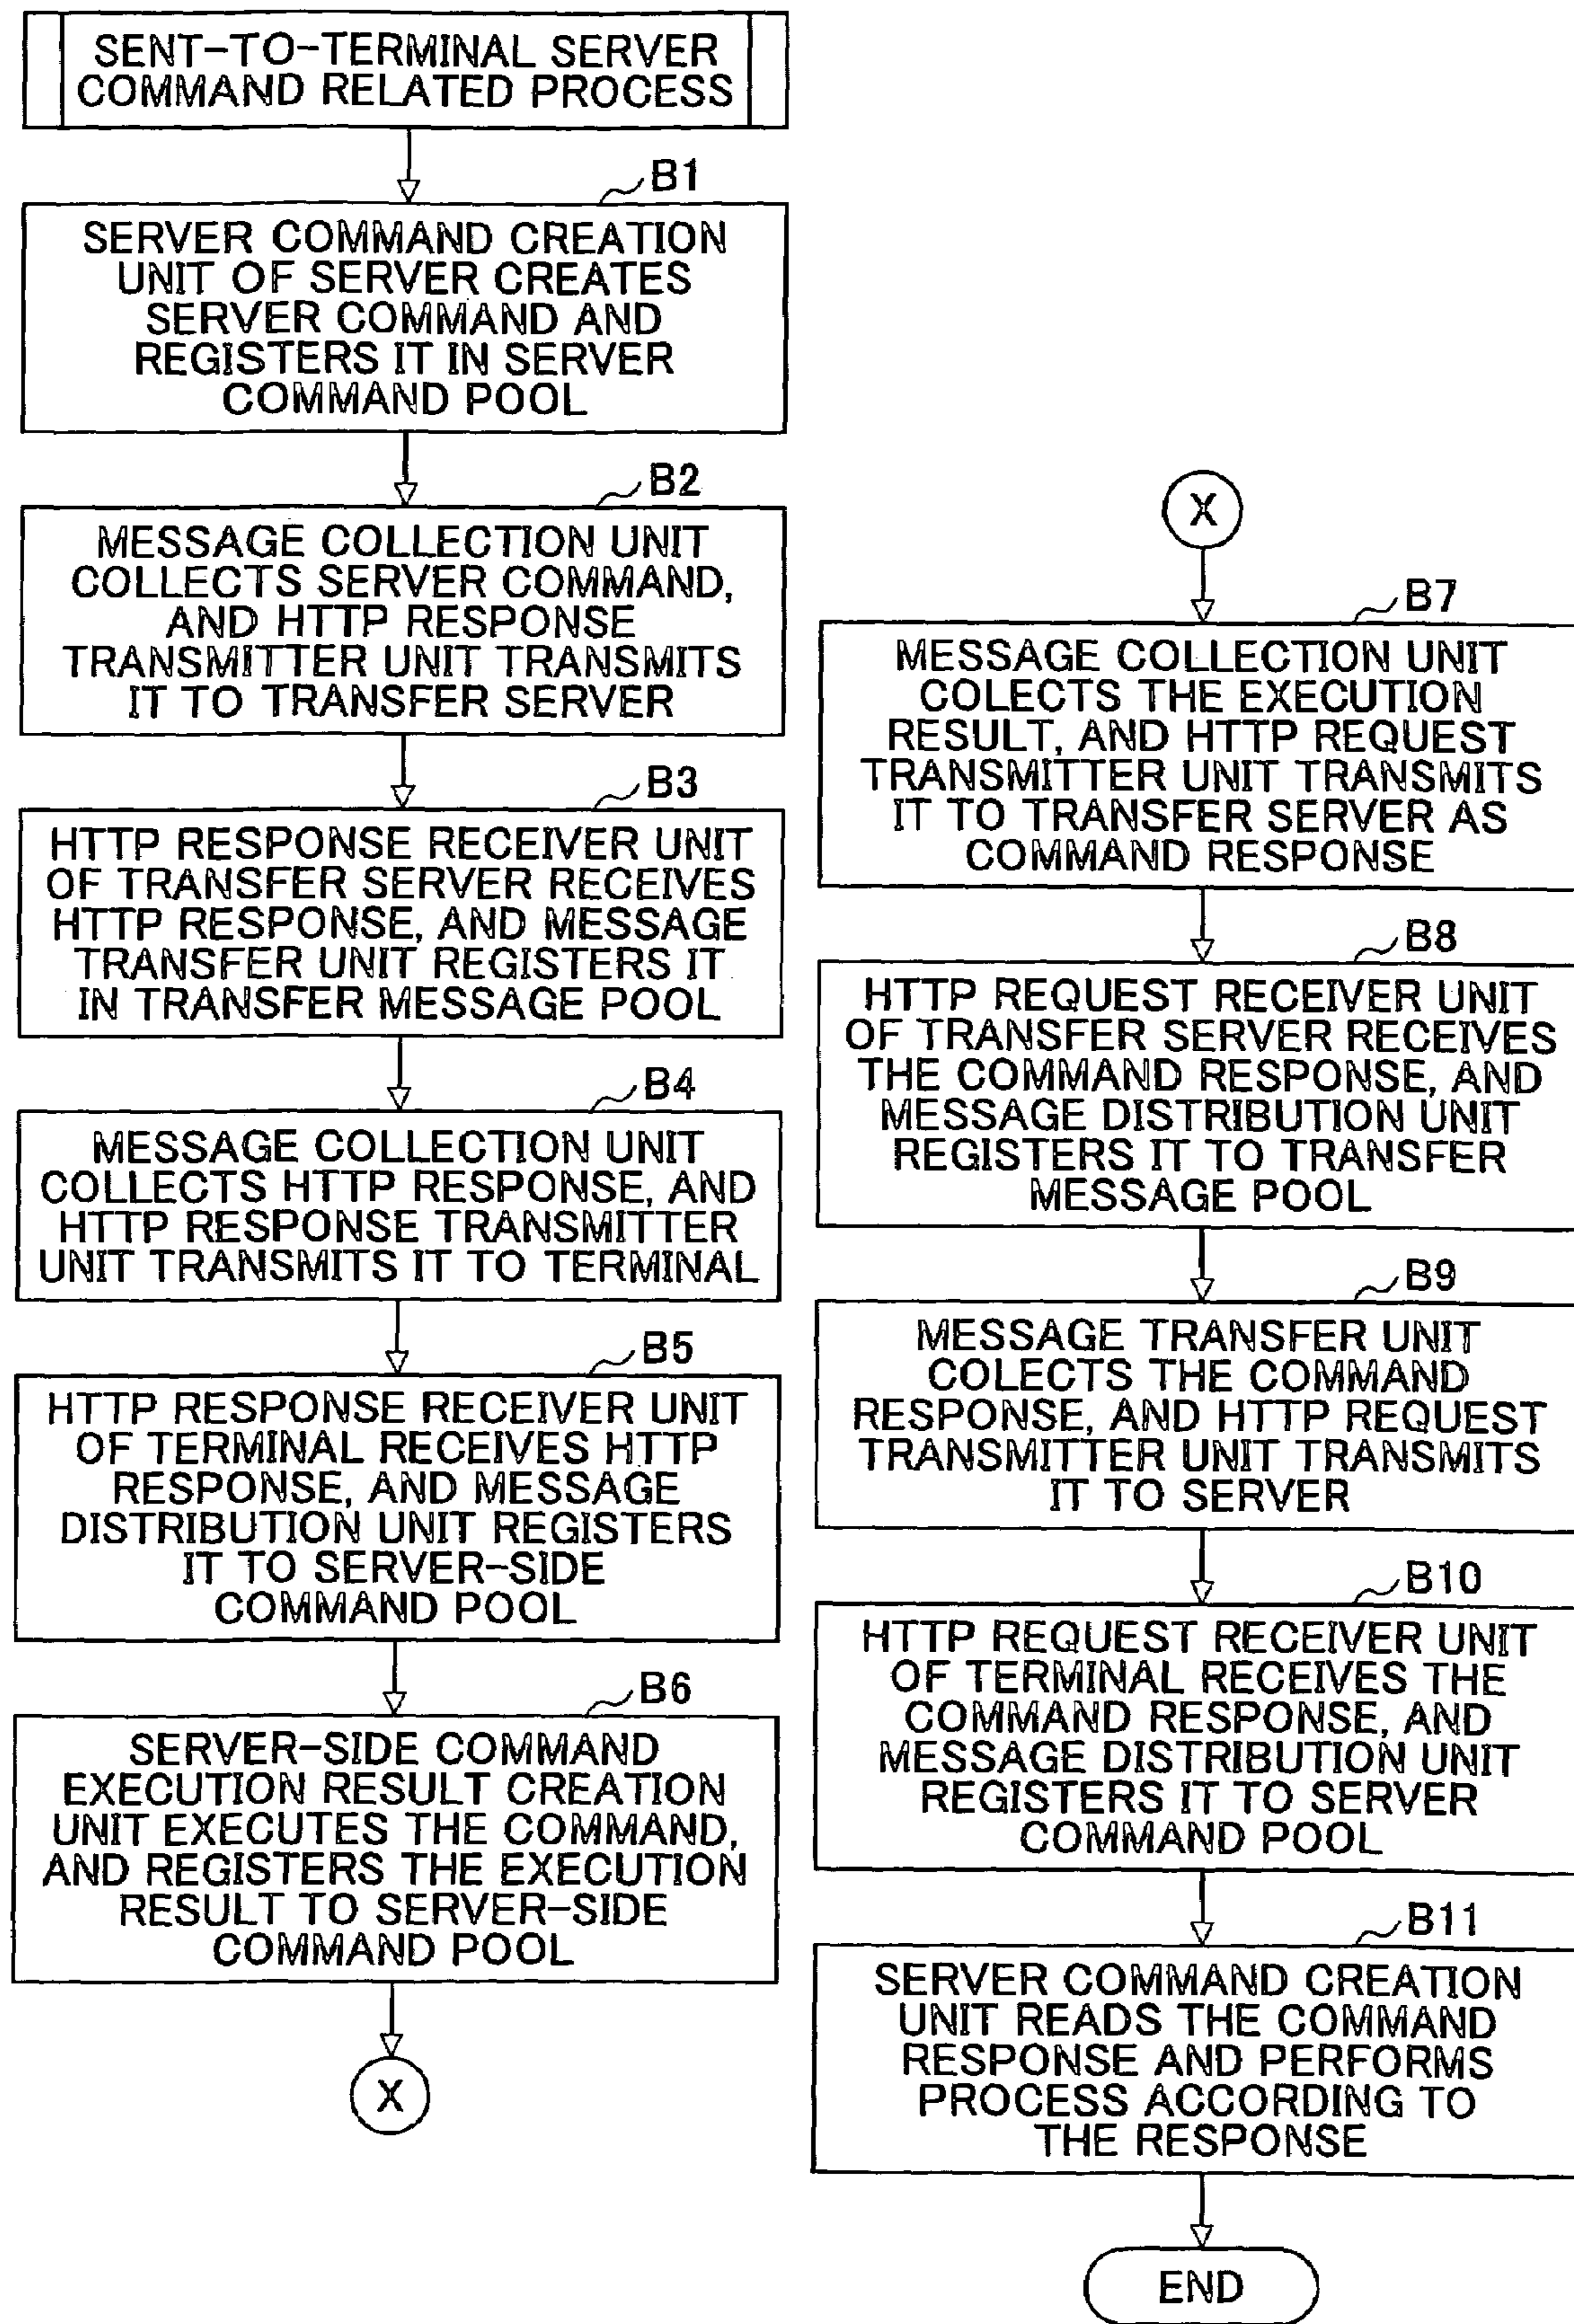 SENT-TO-TERMINAL SERVER
COMMAND RELATED PROCESS
B1
SERVER COMMAND CREATION
UNIT OF SERVER CREATES
SERVER COMMAND AND
REGISTERS IT IN SERVER
COMMAND POOL
B2
MESSAGE COLLECTION UNIT
COLLECTS SERVER COMMAND,
AND HTTP RESPONSE
TRANSMITTER UNIT TRANSMITS
IT TO TRANSFER SERVER
B3
HTTP RESPONSE RECEIVER UNIT
OF TRANSFER SERVER RECEIVES
HTTP RESPONSE, AND MESSAGE
TRANSFER UNIT REGISTERS IT
IN TRANSFER MESSAGE POOL
B4
MESSAGE COLLECTION UNIT
COLLECTS HTTP RESPONSE, AND
HTTP RESPONSE TRANSMITTER
UNIT TRANSMITS IT TO TERMINAL
B5
HTTP RESPONSE RECEIVER UNIT
OF TERMINAL RECEIVES HTTP
RESPONSE, AND MESSAGE
DISTRIBUTION UNIT REGISTERS
IT TO SERVER-SIDE
COMMAND POOL
B6
SERVER-SIDE COMMAND
EXECUTION RESULT CREATION
UNIT EXECUTES THE COMMAND,
AND REGISTERS THE EXECUTION
RESULT TO SERVER-SIDE
COMMAND POOL
X
X
B7
MESSAGE COLLECTION UNIT
COLECTS THE EXECUTION
RESULT, AND HTTP REQUEST
TRANSMITTER UNIT TRANSMITS
IT TO TRANSFER SERVER AS
COMMAND RESPONSE
B8
HTTP REQUEST RECEIVER UNIT
OF TRANSFER SERVER RECEIVES
THE COMMAND RESPONSE, AND
MESSAGE DISTRIBUTION UNIT
REGISTERS IT TO TRANSFER
MESSAGE POOL
B9
MESSAGE TRANSFER UNIT
COLECTS THE COMMAND
RESPONSE, AND HTTP REQUEST
TRANSMITTER UNIT TRANSMITS
IT TO SERVER
B10
HTTP REQUEST RECEIVER UNIT
OF TERMINAL RECEIVES THE
COMMAND RESPONSE, AND
MESSAGE DISTRIBUTION UNIT
REGISTERS IT TO SERVER
COMMAND POOL
B11
SERVER COMMAND CREATION
UNIT READS THE COMMAND
RESPONSE AND PERFORMS
PROCESS ACCORDING TO
THE RESPONSE
END